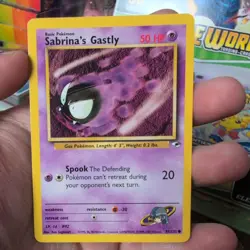 Basic Pokémon
Sabrina's Gastly
50 HP
Gas Pokémon. Length: 4' 3", Weight: 0.2 lbs.
Spook The Defending
Pokémon can't retreat during
your opponent's next turn.
20
weakness
resistance
-30
retreat cost
WORL